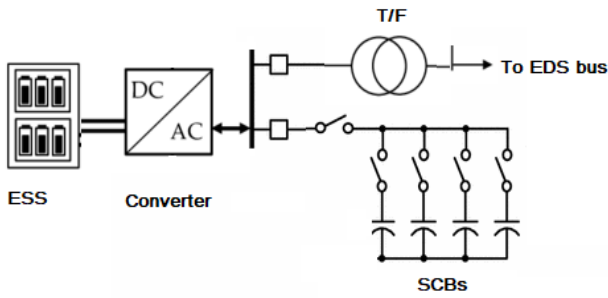 T/F
To EDS bus
DC
AC
ESS
Converter
SCBs